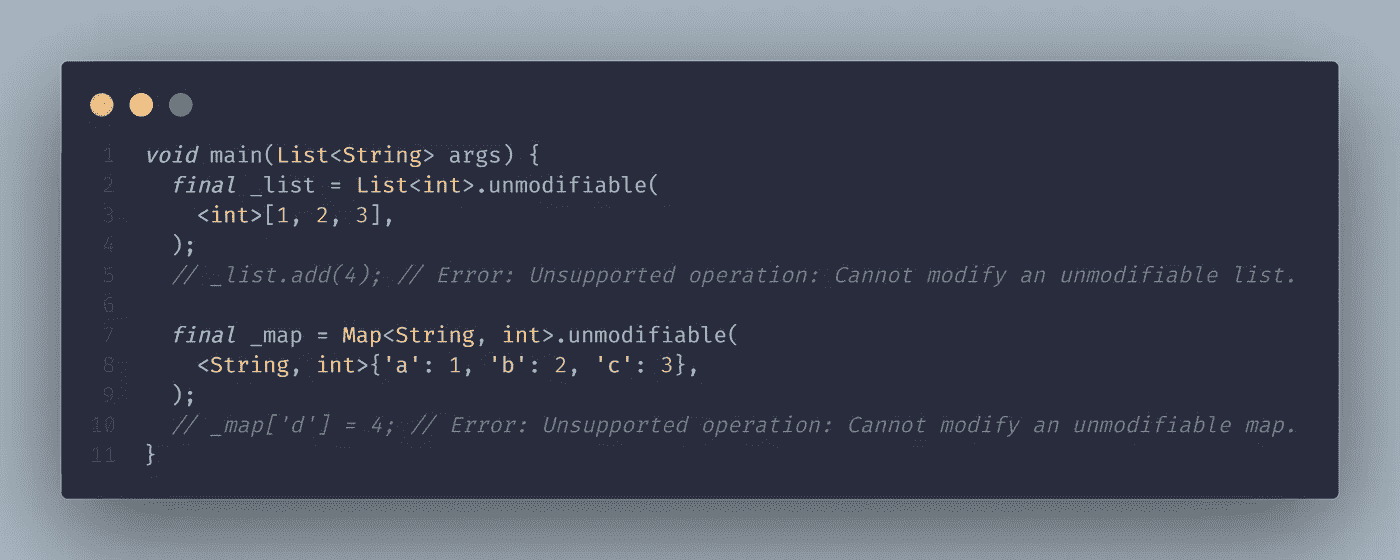 1 void main(List<String> args) {
2   final _list = List<int>.unmodifiable(
3     <int>[1, 2, 3],
4   );
5   // _list.add(4); // Error: Unsupported operation: Cannot modify an unmodifiable list.
6
7   final _map = Map<String, int>.unmodifiable(
8     <String, int>{'a': 1, 'b': 2, 'c': 3},
9   );
10   // _map['d'] = 4; // Error: Unsupported operation: Cannot modify an unmodifiable map.
11 }